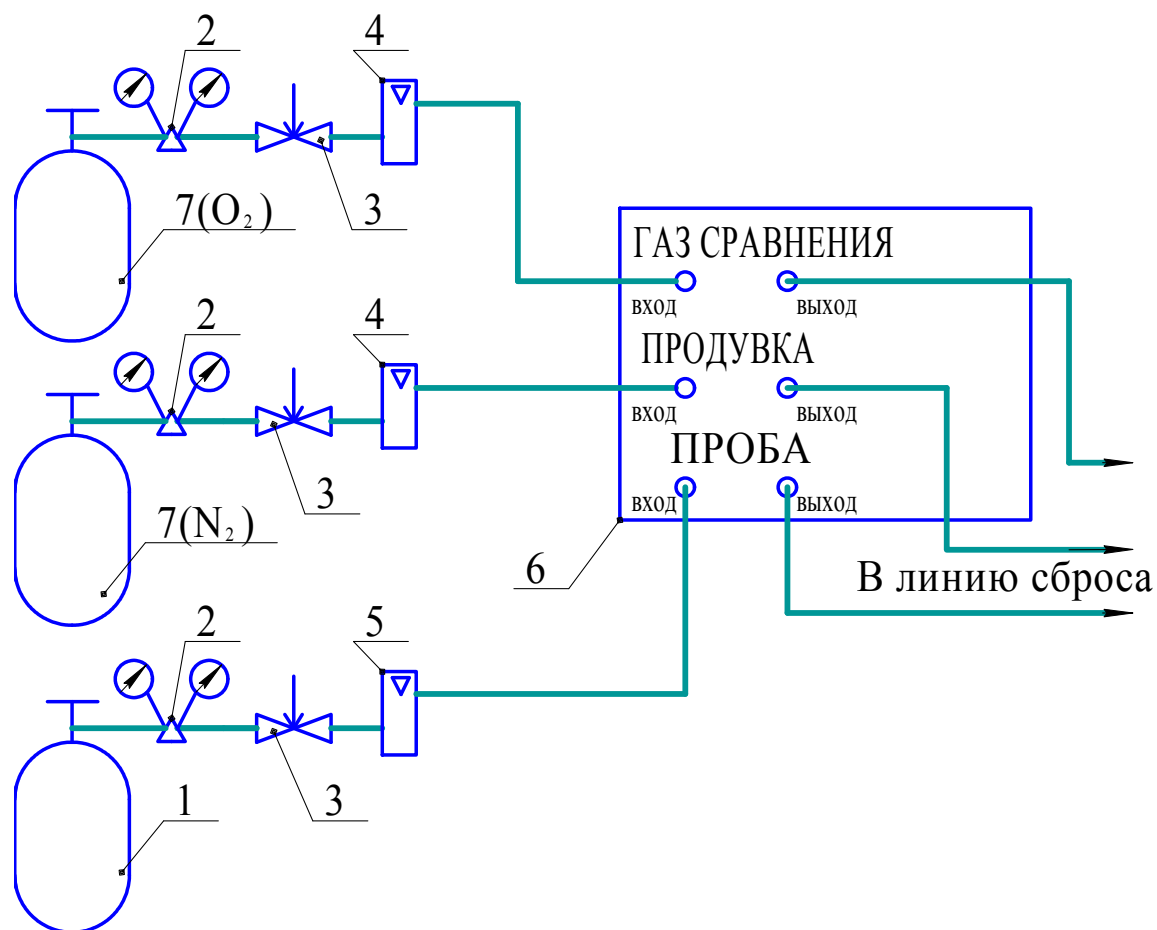 2
4
3
7(O₂)
ГАЗ СРАВНЕНИЯ
ВХОД
ВЫХОД
2
4
ПРОДУВКА
ВХОД
ВЫХОД
3
ПРОБА
ВХОД
ВЫХОД
7(N₂)
6
В линию сброса
2
5
1
3